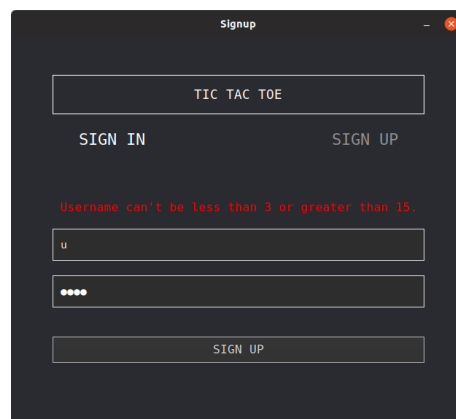 Signup
TIC TAC TOE
SIGN IN SIGN UP
Username can't be less than 3 or greater than 15.
u
●●●●
SIGN UP